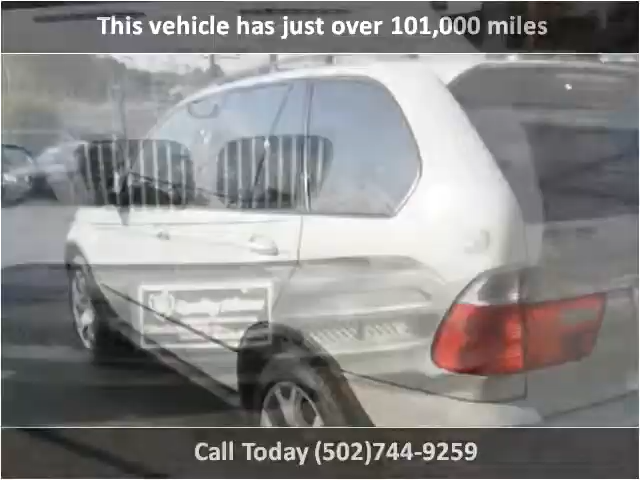 This vehicle has just over 101,000 miles
Call Today (502)744-9259